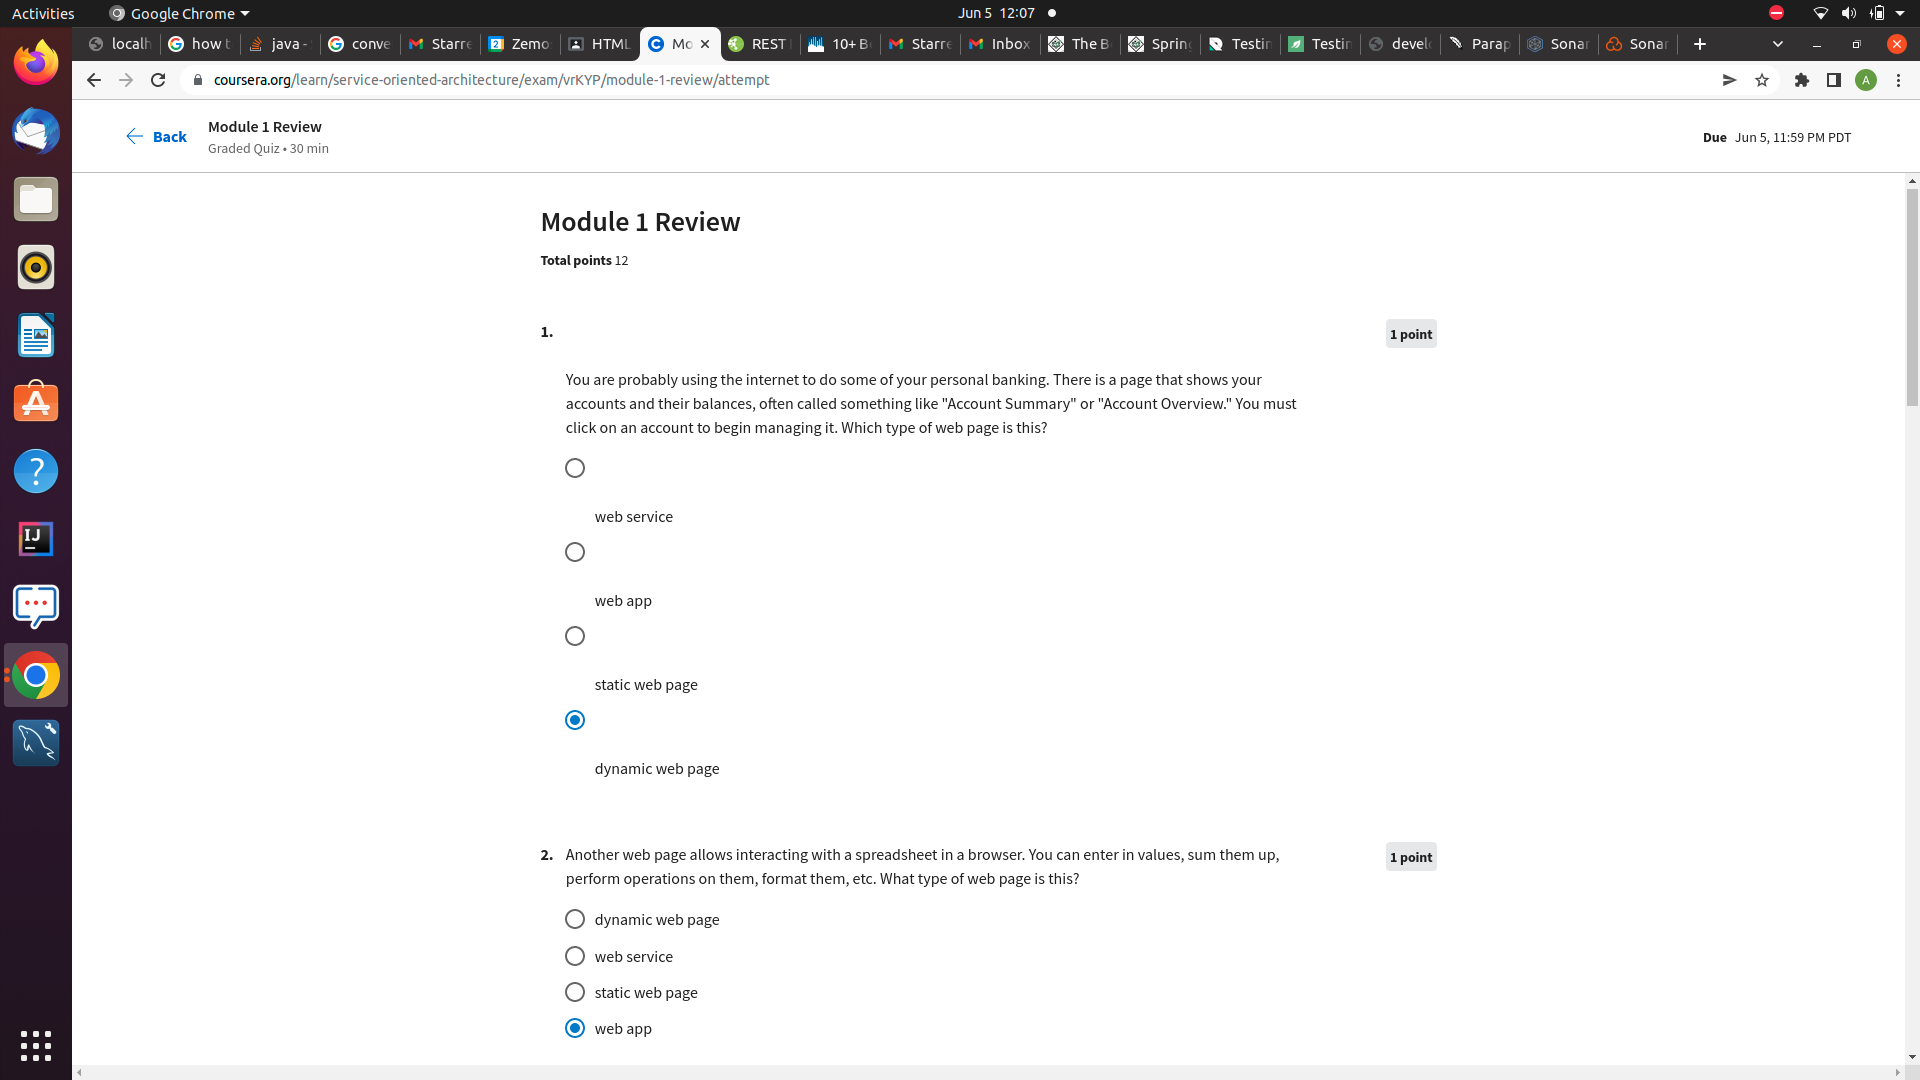 Activities
Google Chrome
Jun 5 12:07
localh
how t
java -
conve
Starre
Zemo
HTML
Mo
REST
10+ B
Starre
Inbox
The B
Sprin
Testin
Testin
devel
Parap
Sonar
Sonar
coursera.org/learn/service-oriented-architecture/exam/vrKYP/module-1-review/attempt
A
Back
Module 1 Review
Graded Quiz • 30 min
Due Jun 5, 11:59 PM PDT
Module 1 Review
Total points 12
1.
1 point
You are probably using the internet to do some of your personal banking. There is a page that shows your
accounts and their balances, often called something like "Account Summary" or "Account Overview." You must
click on an account to begin managing it. Which type of web page is this?
web service
web app
static web page
dynamic web page
2. Another web page allows interacting with a spreadsheet in a browser. You can enter in values, sum them up,
1 point
perform operations on them, format them, etc. What type of web page is this?
dynamic web page
web service
static web page
web app